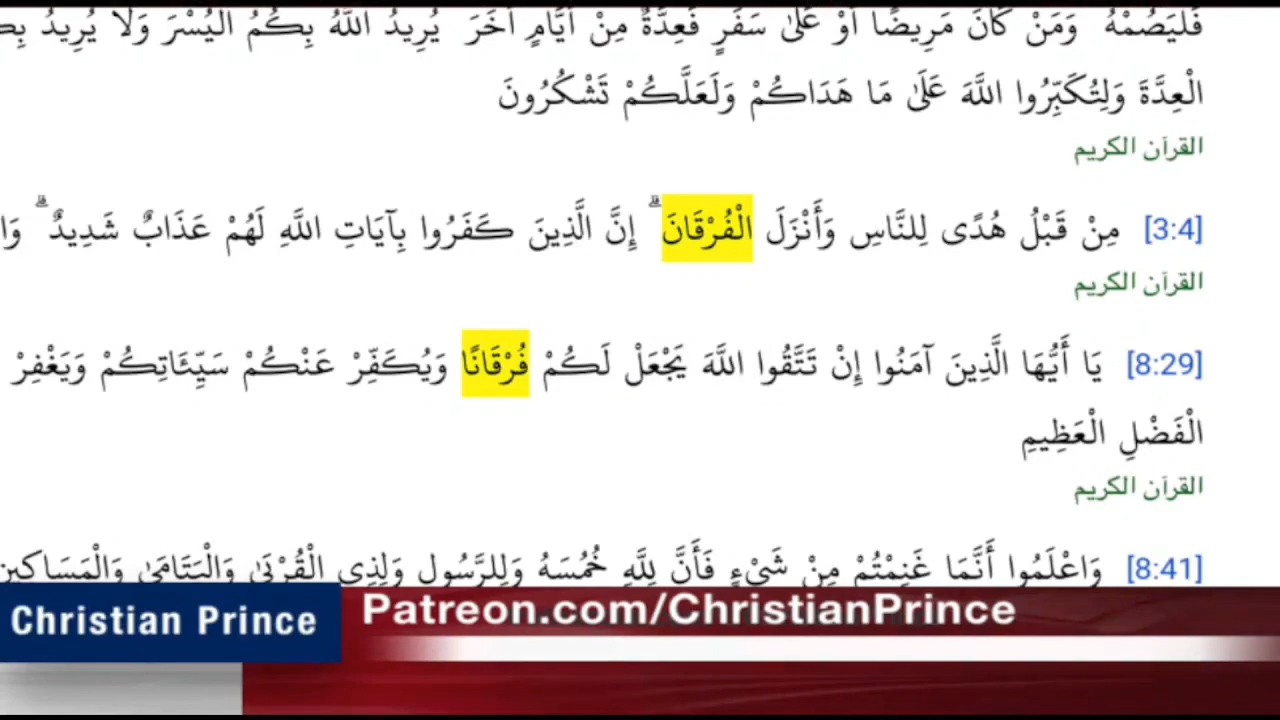 فَلْيَصُمْهُ وَمَنْ كَانَ مَرِيضًا أَوْ عَلَىٰ سَفَرٍ فَعِدَّةٌ مِنْ أَيَّامٍ أُخَرَ يُرِيدُ اللَّهُ بِكُمُ الْيُسْرَ وَلَا يُرِيدُ
الْعِدَّةَ وَلِتُكَبِّرُوا اللَّهَ عَلَىٰ مَا هَدَاكُمْ وَلَعَلَّكُمْ تَشْكُرُونَ
القرآن الكريم
[3:4] مِنْ قَبْلُ هُدًى لِلنَّاسِ وَأَنْزَلَ الْفُرْقَانَ ۗ إِنَّ الَّذِينَ كَفَرُوا بِآيَاتِ اللَّهِ لَهُمْ عَذَابٌ شَدِيدٌ ۗ
القرآن الكريم
[8:29] يَا أَيُّهَا الَّذِينَ آمَنُوا إِنْ تَتَّقُوا اللَّهَ يَجْعَلْ لَكُمْ فُرْقَانًا وَيُكَفِّرْ عَنْكُمْ سَيِّئَاتِكُمْ وَيَغْفِرْ
الْفَضْلِ الْعَظِيمِ
القرآن الكريم
[8:41] وَاعْلَمُوا أَنَّمَا غَنِمْتُمْ مِنْ شَيْءٍ فَأَنَّ لِلَّهِ خُمُسَهُ وَلِلرَّسُولِ وَلِذِي الْقُرْبَىٰ وَالْيَتَامَىٰ وَالْمَسَاكِينِ
Christian Prince
Patreon.com/ChristianPrince